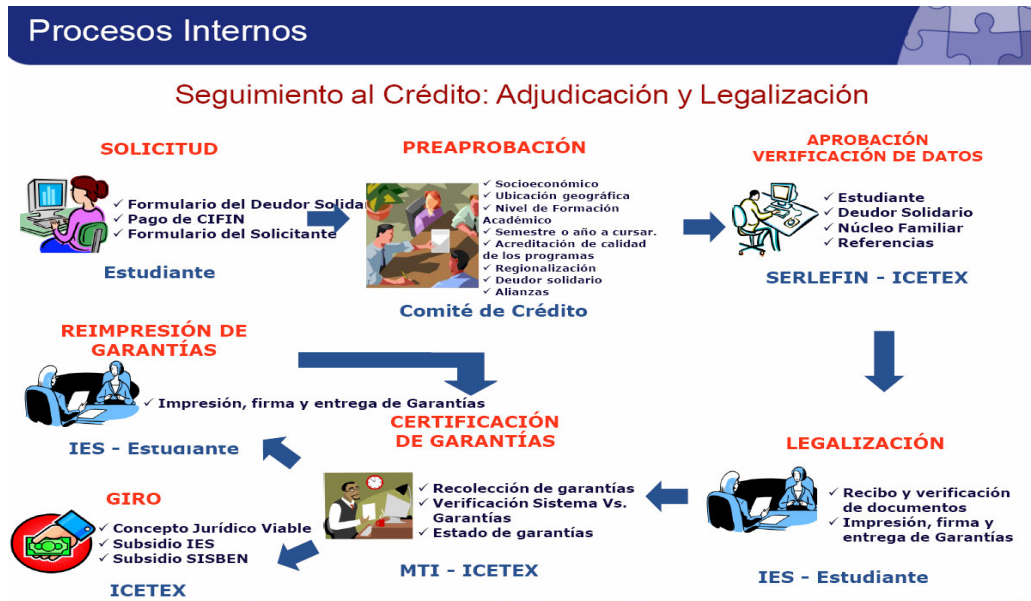 Procesos Internos
Seguimiento al Crédito: Adjudicación y Legalización
SOLICITUD
Formulario del Deudor Solidar
Pago de CIFIN
Formulario del Solicitante
Estudiante
PREAPROBACIÓN
Socioeconómico
Ubicación geográfica
Nivel de Formación
Académico
Semestre o año a cursar.
Acreditación de calidad
de los programas
Regionalización
Deudor solidario
Alianzas
Comité de Crédito
APROBACIÓN
VERIFICACIÓN DE DATOS
Estudiante
Deudor Solidario
Núcleo Familiar
Referencias
SERLEFIN - ICETEX
REIMPRESIÓN DE
GARANTÍAS
Impresión, firma y entrega de Garantías
IES - Estudiante
CERTIFICACIÓN
DE GARANTÍAS
Recolección de garantías
Verificación Sistema Vs.
Garantías
Estado de garantías
MTI - ICETEX
LEGALIZACIÓN
Recibo y verificación
de documentos
Impresión, firma y
entrega de Garantías
IES - Estudiante
GIRO
Concepto Jurídico Viable
Subsidio IES
Subsidio SISBEN
ICETEX